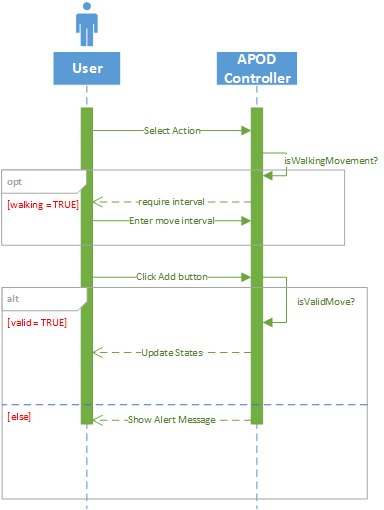 User
APOD
Controller
Select Action
isWalkingMovement?
opt
[walking = TRUE]
require interval
Enter move interval
Click Add button
alt
isValidMove?
[valid = TRUE]
Update States
[else]
Show Alert Message